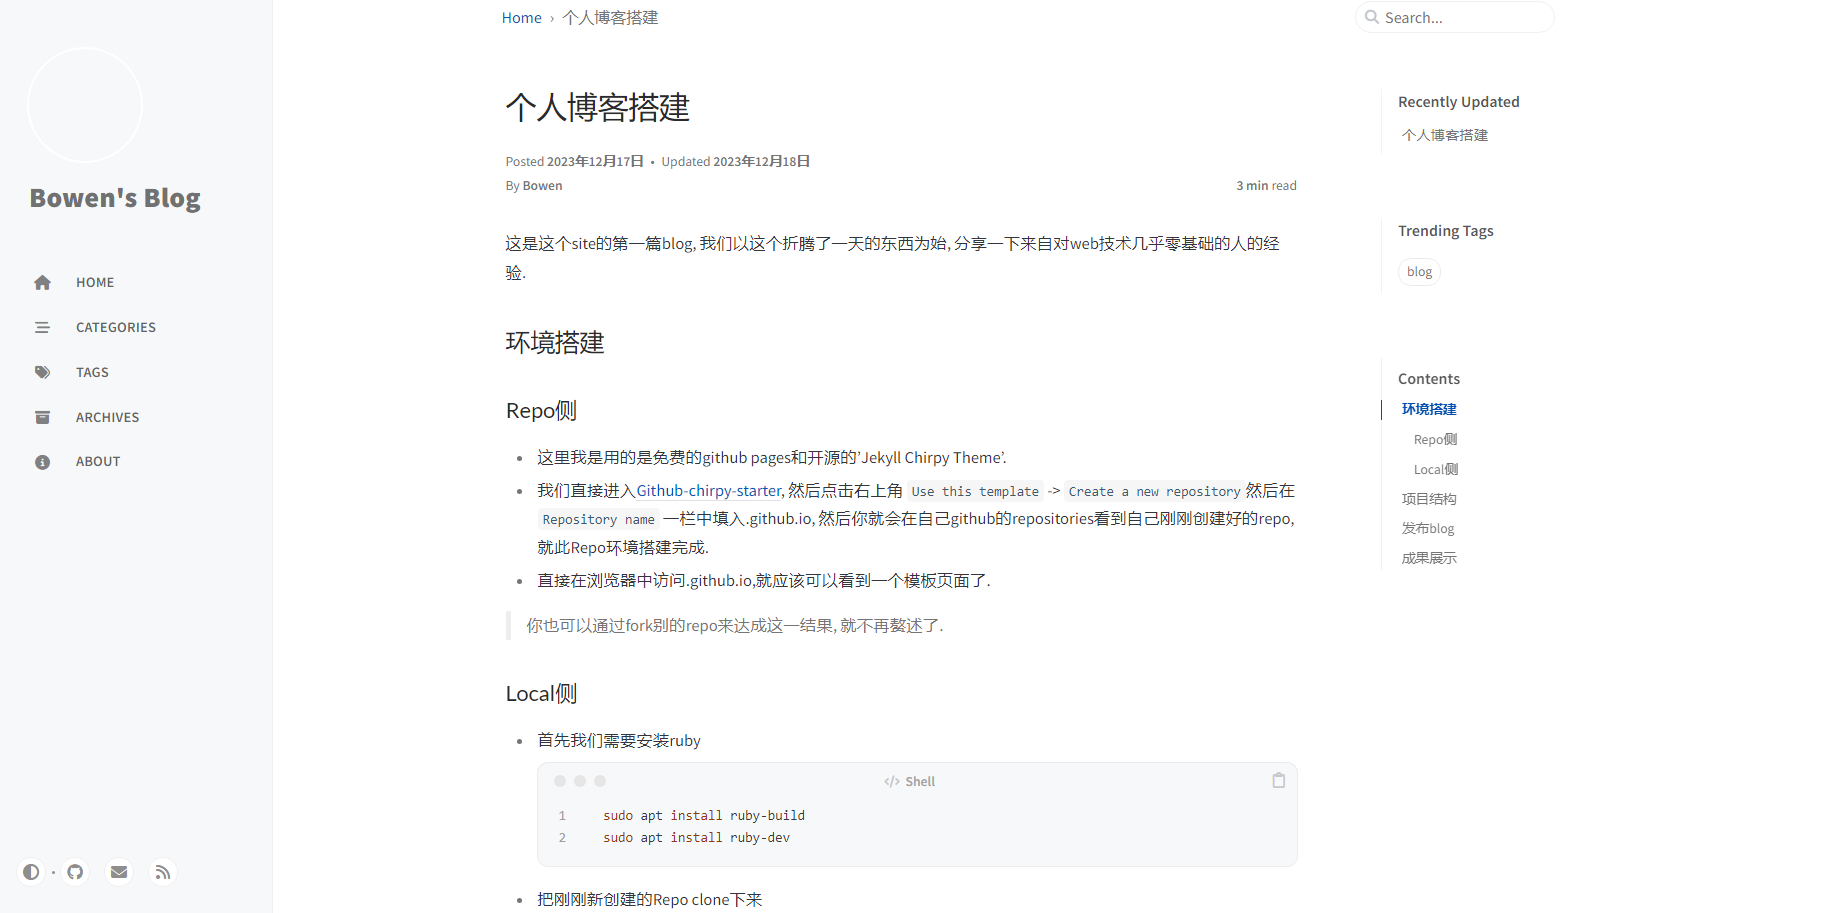 Home › 个人博客搭建
Search...
Bowen's Blog
HOME
CATEGORIES
TAGS
ARCHIVES
ABOUT
个人博客搭建
Posted 2023年12月17日 • Updated 2023年12月18日
By Bowen
3 min read
这是这个site的第一篇blog, 我们以这个折腾了一天的东西为始, 分享一下来自对web技术几乎零基础的人的经
验.
环境搭建
Repo侧
• 这里我是用的是免费的github pages和开源的’Jekyll Chirpy Theme’.
• 我们直接进入Github-chirpy-starter, 然后点击右上角 Use this template -> Create a new repository 然后在
Repository name 一栏中填入.github.io, 然后你就会在自己github的repositories看到自己刚刚创建好的repo,
就此Repo环境搭建完成.
• 直接在浏览器中访问.github.io,就应该可以看到一个模板页面了.
你也可以通过fork别的repo来达成这一结果, 就不再嫠述了.
Local侧
• 首先我们需要安装ruby
</> Shell
1 sudo apt install ruby-build
2 sudo apt install ruby-dev
• 把刚刚新创建的Repo clone下来
Recently Updated
个人博客搭建
Trending Tags
blog
Contents
环境搭建
Repo侧
Local侧
项目结构
发布blog
成果展示